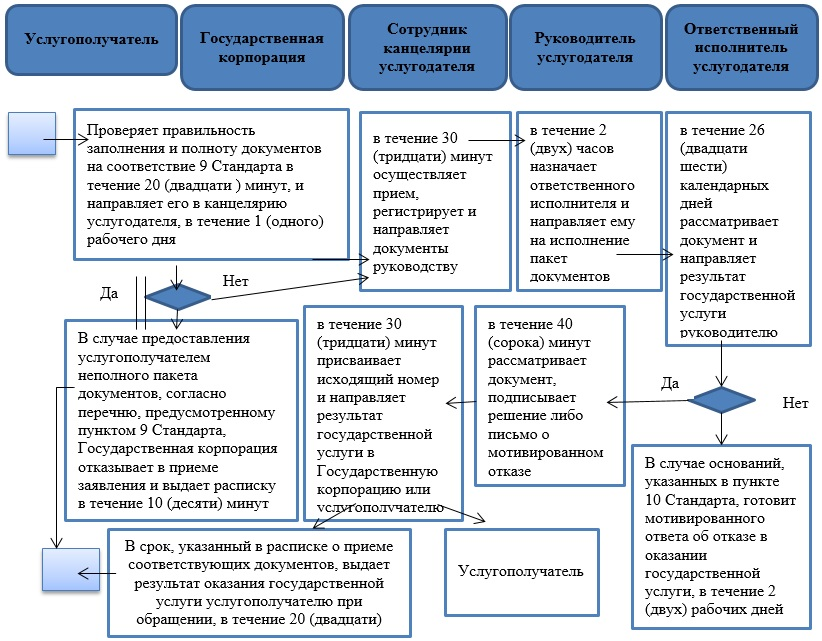 Услугополучатель
Государственная
корпорация
Сотрудник
канцелярии
услугодателя
Руководитель
услугодателя
Ответственный
исполнитель
услугодателя
Проверяет правильность
заполнения и полноту документов
на соответствие 9 Стандарта в
течение 20 (двадцати ) минут, и
направляет его в канцелярию
услугодателя, в течение 1 (одного)
рабочего дня
в течение 30
(тридцати) минут
осуществляет
прием,
регистрирует и
направляет
документы
руководству
в течение 2
(двух) часов
назначает
ответственного
исполнителя и
направляет ему
на исполнение
пакет
документов
в течение 26
(двадцати
шести)
календарных
дней
рассматривает
документ и
направляет
результат
государственной
услуги
руководителю
Да
Нет
В случае предоставления
услугополучателем
неполного пакета
документов, согласно
перечню, предусмотренному
пунктом 9 Стандарта,
Государственная корпорация
отказывает в приеме
заявления и выдает расписку
в течение 10 (десяти) минут
в течение 30
(тридцати) минут
присваивает
исходящий номер
и направляет
результат
государственной
услуги в
Государственную
корпорацию или
услугополучателю
в течение 40
(сорока) минут
рассматривает
документ,
подписывает
решение либо
письмо о
мотивированном
отказе
Да
Нет
В случае оснований,
указанных в пункте
10 Стандарта, готовит
мотивированного
ответа об отказе в
оказании
государственной
услуги, в течение 2
(двух) рабочих дней
В срок, указанный в расписке о приеме
соответствующих документов, выдает
результат оказания государственной
услуги услугополучателю при
обращении, в течение 20 (двадцати)
Услугополучатель